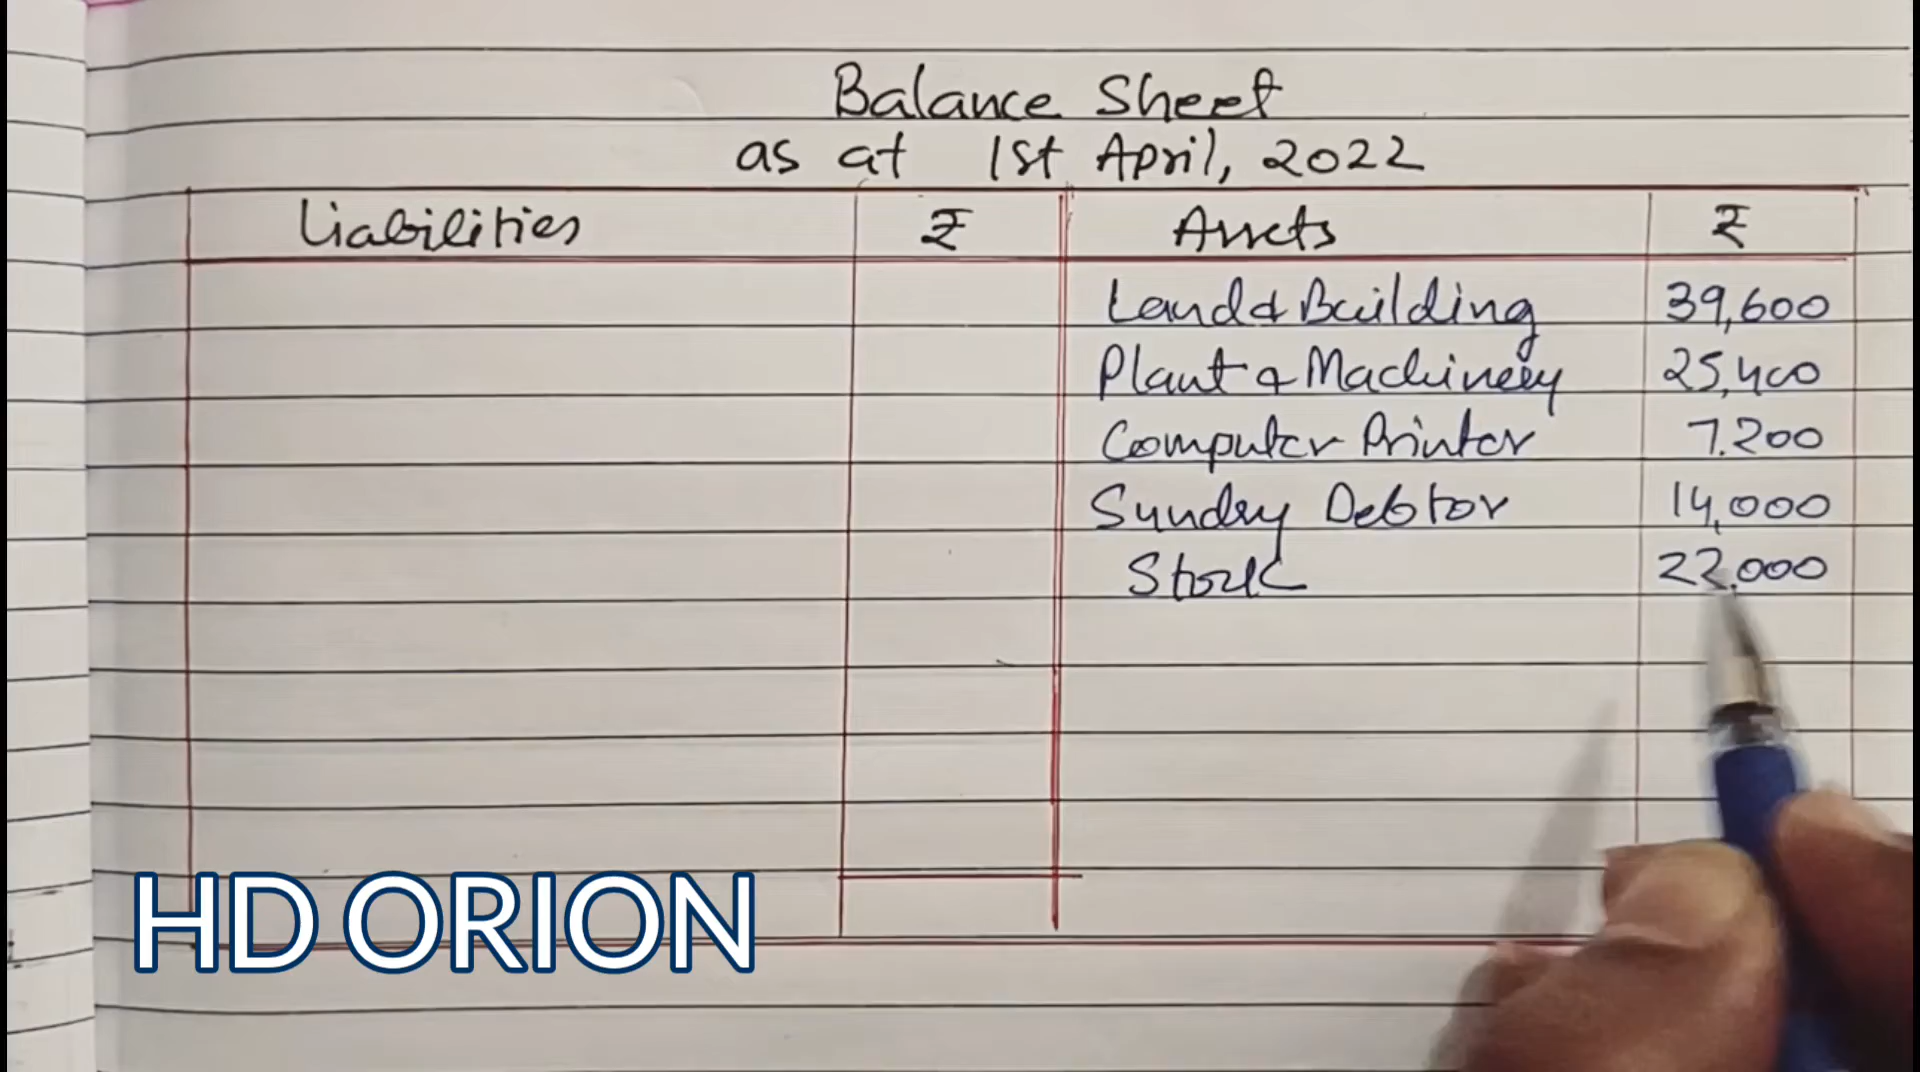 Balance Sheet
as at 1st April, 2022
Liabilities ₹ Assets ₹
Land & Building 39,600
Plant & Machinery 25,400
Computer Printer 7.200
Sundry Debtor 14,000
Stock 22.000
HD ORION